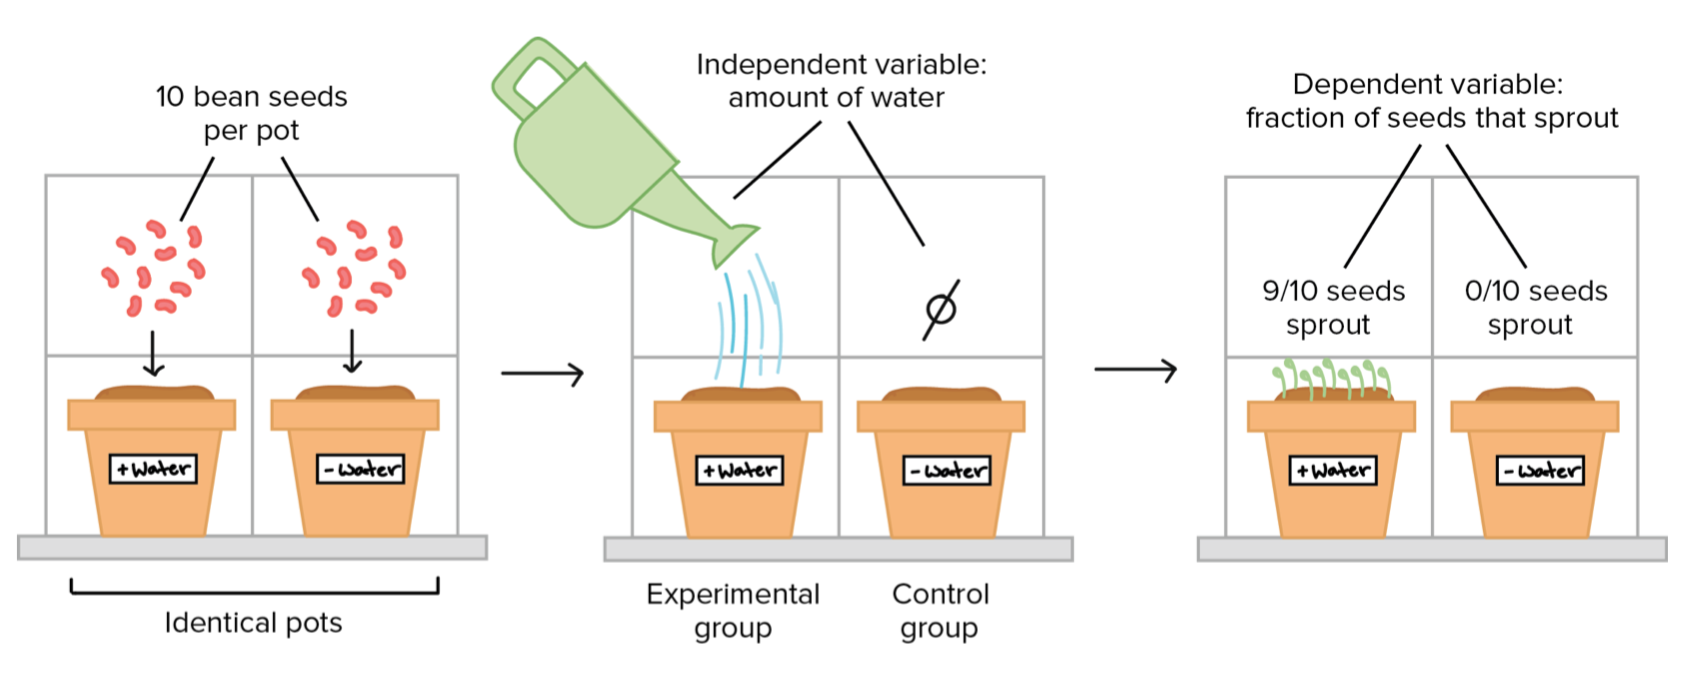 10 bean seeds
per pot
+Water
-water
Identical pots
Independent variable:
amount of water
Ø
+Water
-water
Experimental
group
Control
group
Dependent variable:
fraction of seeds that sprout
9/10 seeds
sprout
0/10 seeds
sprout
+Water
-water